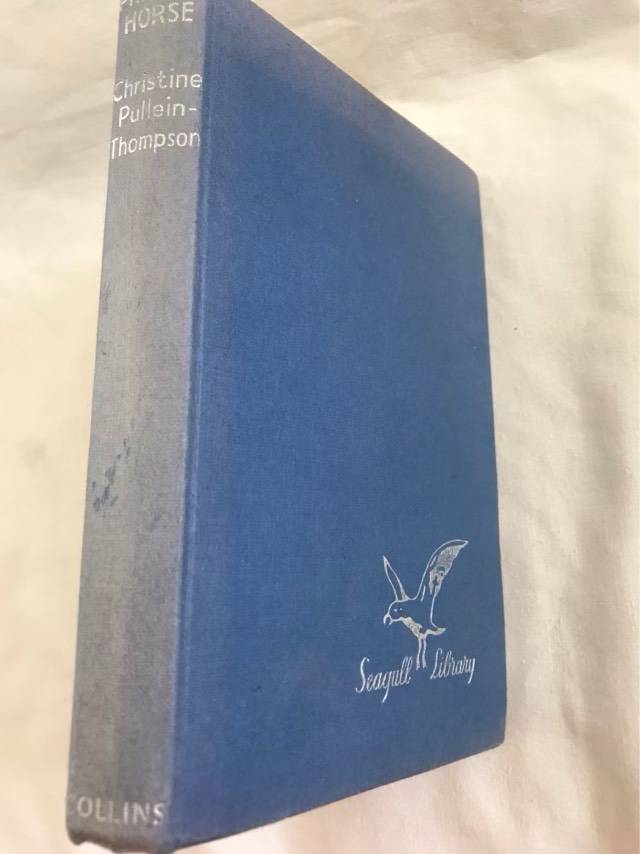 HORSE
Christine
Pullein-
Thompson
COLLINS
Seagull Library